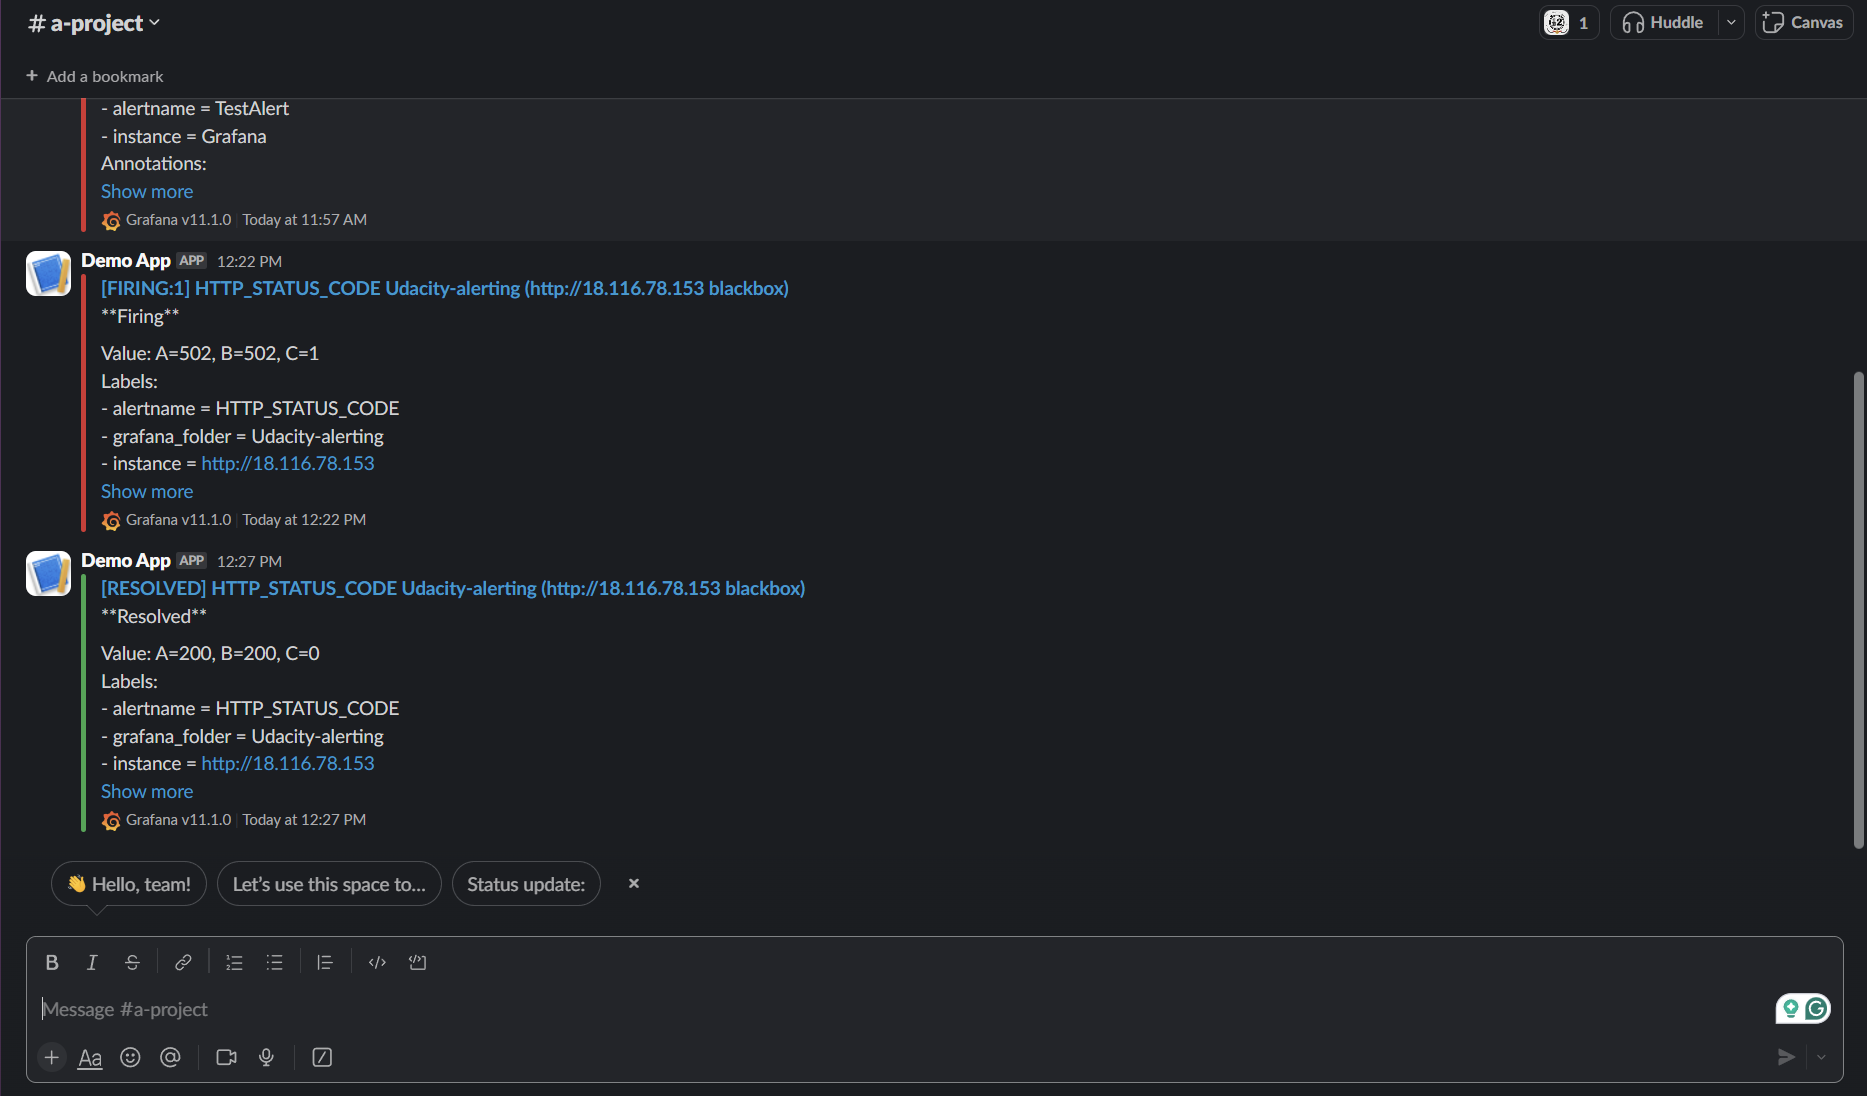 # a-project
1
Huddle
Canvas
+ Add a bookmark
- alertname = TestAlert
- instance = Grafana
Annotations:
Show more
Grafana v11.1.0 | Today at 11:57 AM
Demo App APP 12:22 PM
[FIRING:1] HTTP_STATUS_CODE Udacity-alerting (http://18.116.78.153 blackbox)
**Firing**
Value: A=502, B=502, C=1
Labels:
- alertname = HTTP_STATUS_CODE
- grafana_folder = Udacity-alerting
- instance = http://18.116.78.153
Show more
Grafana v11.1.0 | Today at 12:22 PM
Demo App APP 12:27 PM
[RESOLVED] HTTP_STATUS_CODE Udacity-alerting (http://18.116.78.153 blackbox)
**Resolved**
Value: A=200, B=200, C=0
Labels:
- alertname = HTTP_STATUS_CODE
- grafana_folder = Udacity-alerting
- instance = http://18.116.78.153
Show more
Grafana v11.1.0 | Today at 12:27 PM
👋 Hello, team!
Let's use this space to...
Status update:
Message #a-project
Aa